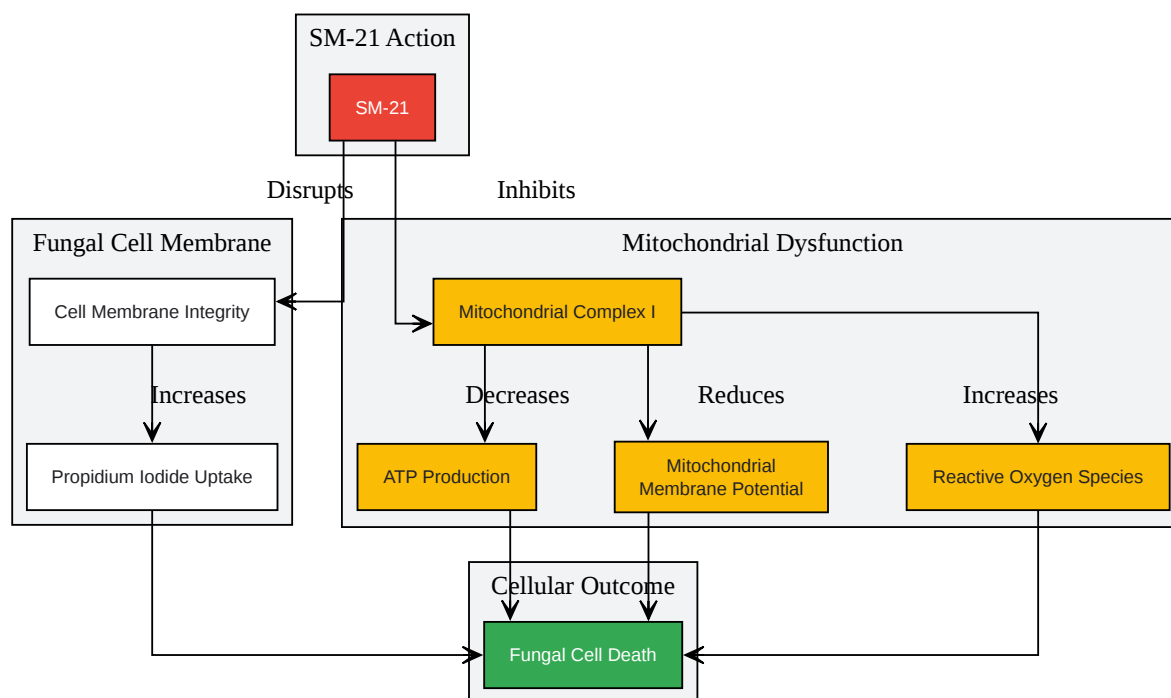 SM-21 Action
SM-21
Disrupts
Inhibits
Fungal Cell Membrane
Mitochondrial Dysfunction
Cell Membrane Integrity
Mitochondrial Complex I
Increases
Decreases
Reduces
Increases
Propidium Iodide Uptake
ATP Production
Mitochondrial
Membrane Potential
Reactive Oxygen Species
Cellular Outcome
Fungal Cell Death